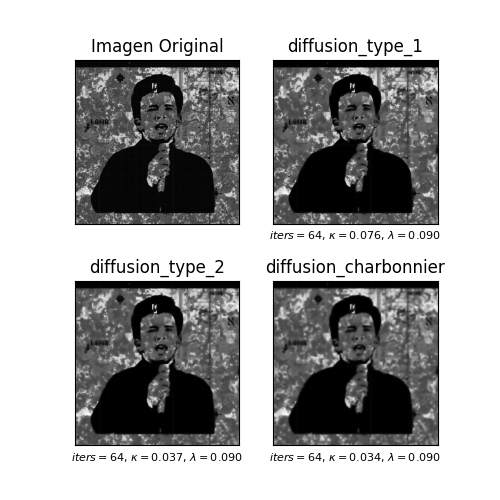 Imagen Original
diffusion_type_1
iters = 64, κ = 0.076, λ = 0.090
diffusion_type_2
diffusion_charbonnier
iters = 64, κ = 0.037, λ = 0.090
iters = 64, κ = 0.034, λ = 0.090